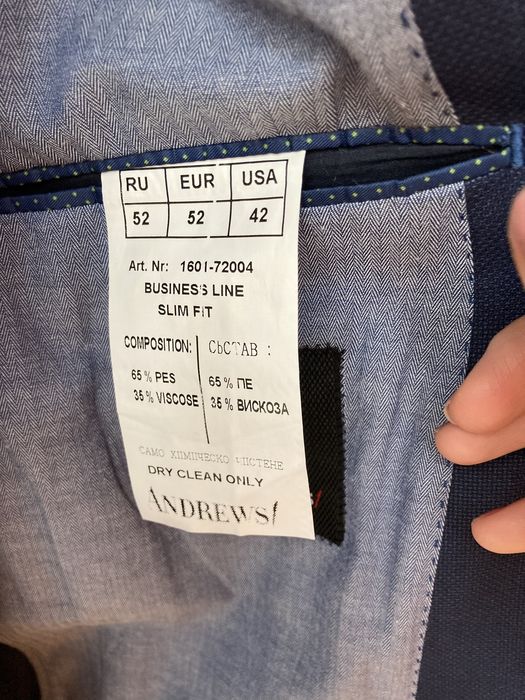 RU EUR USA
52 52 42
Art. Nr: 1601-72004
BUSINESS LINE
SLIM FIT
COMPOSITION: СЬСТАВ :
65 % PES 65 % ПЕ
35 % VISCOSE 35 % ВИСКОЗА
САМО ХИМИЧЕСКО ЧИСТЕНЕ
DRY CLEAN ONLY
ANDREWS/